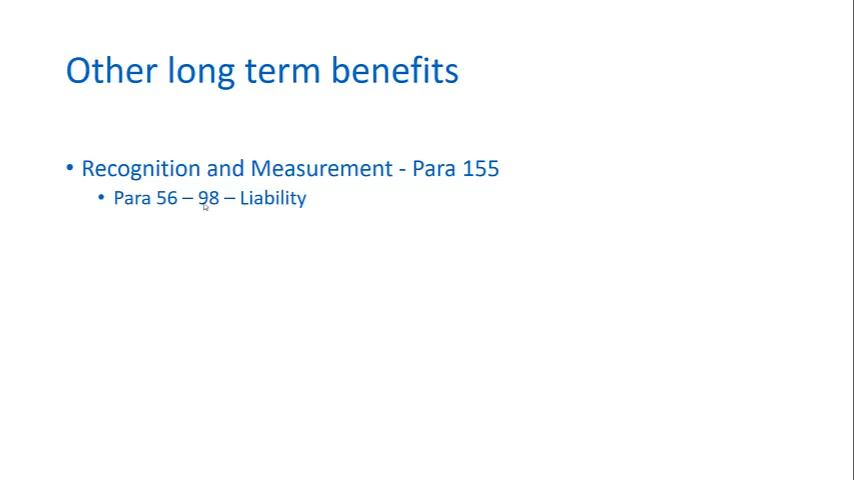 Other long term benefits
• Recognition and Measurement - Para 155
• Para 56 – 98 – Liability